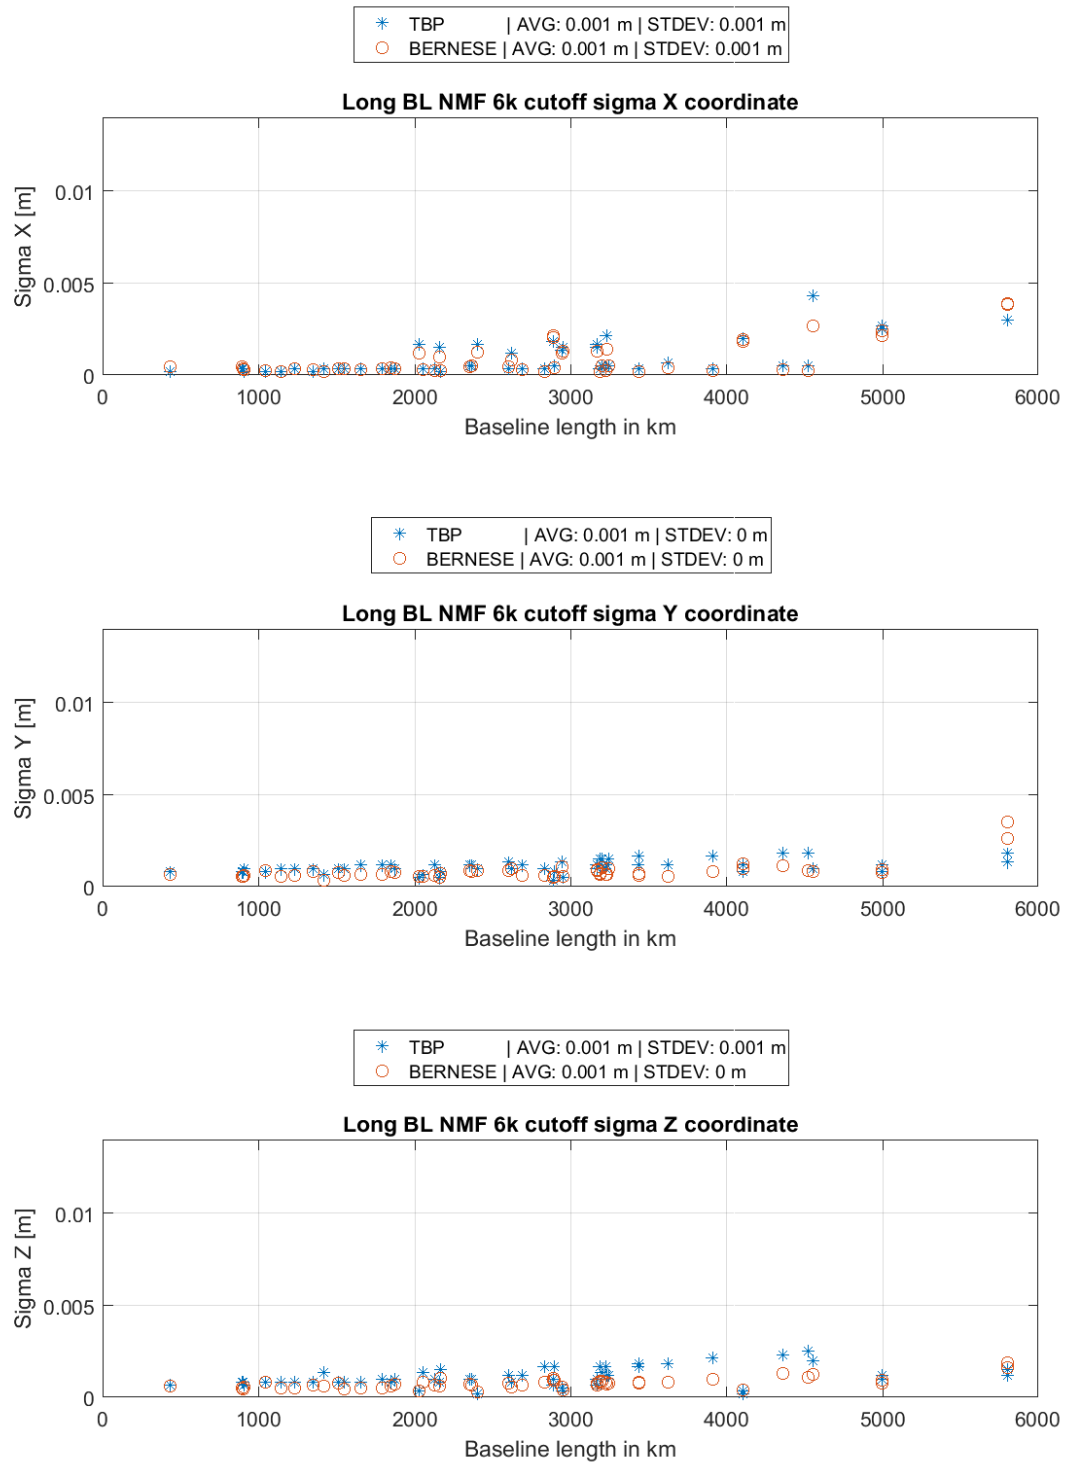 TBP | AVG: 0.001 m | STDEV: 0.001 m
BERNESE | AVG: 0.001 m | STDEV: 0.001 m
Long BL NMF 6k cutoff sigma X coordinate
0.01
0.005
0
Sigma X [m]
0 1000 2000 3000 4000 5000 6000
Baseline length in km
TBP | AVG: 0.001 m | STDEV: 0 m
BERNESE | AVG: 0.001 m | STDEV: 0 m
Long BL NMF 6k cutoff sigma Y coordinate
0.01
0.005
0
Sigma Y [m]
0 1000 2000 3000 4000 5000 6000
Baseline length in km
TBP | AVG: 0.001 m | STDEV: 0.001 m
BERNESE | AVG: 0.001 m | STDEV: 0 m
Long BL NMF 6k cutoff sigma Z coordinate
0.01
0.005
0
Sigma Z [m]
0 1000 2000 3000 4000 5000 6000
Baseline length in km